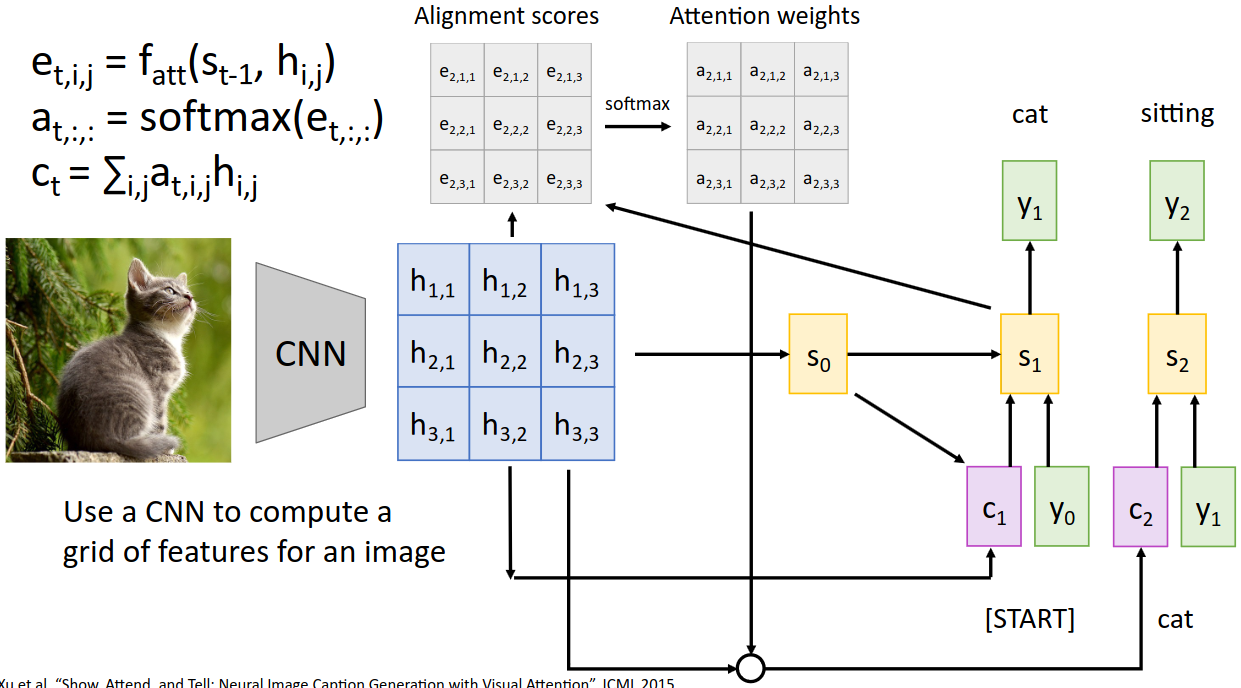 Alignment scores
Attention weights
e_{t,i,j} = f_{att}(s_{t-1}, h_{i,j})
a_{t,:,:} = softmax(e_{t,:,:})
c_t = ∑_{i,j}a_{t,i,j}h_{i,j}
e_{2,1,1} e_{2,1,2} e_{2,1,3}
e_{2,2,1} e_{2,2,2} e_{2,2,3}
e_{2,3,1} e_{2,3,2} e_{2,3,3}
softmax
a_{2,1,1} a_{2,1,2} a_{2,1,3}
a_{2,2,1} a_{2,2,2} a_{2,2,3}
a_{2,3,1} a_{2,3,2} a_{2,3,3}
cat
sitting
y_1
y_2
CNN
h_{1,1} h_{1,2} h_{1,3}
h_{2,1} h_{2,2} h_{2,3}
h_{3,1} h_{3,2} h_{3,3}
s_0
s_1
s_2
c_1
y_0
c_2
y_1
Use a CNN to compute a
grid of features for an image
[START]
cat
Xu et al, “Show, Attend, and Tell: Neural Image Caption Generation with Visual Attention”, ICML 2015